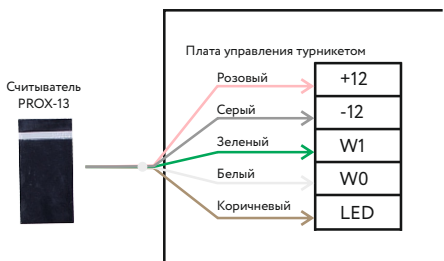 Плата управления турникетом
Считыватель
PROX-13
Розовый
+12
Серый
-12
Зеленый
W1
Белый
W0
Коричневый
LED